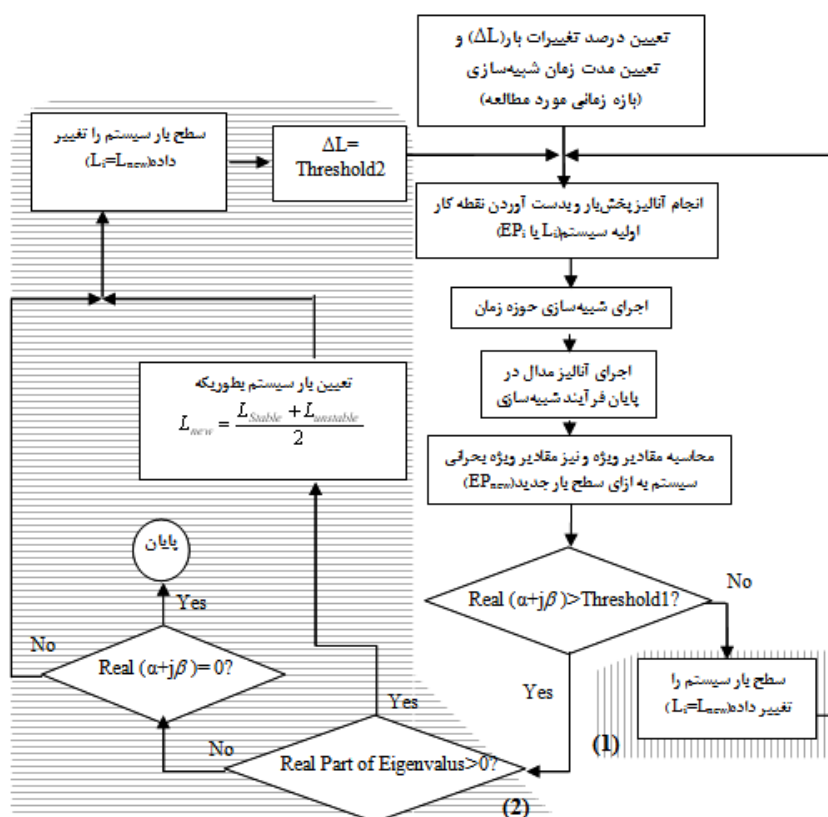 تعیین درصد تغییرات بار(ΔL) و
تعیین مدت زمان شبیه‌سازی
(بازه زمانی مورد مطالعه)
سطح بار سیستم را تغییر
داده(Li=Lnew)
ΔL=
Threshold2
انجام آنالیز پخش‌بار و بدست آوردن نقطه کار
اولیه سیستم(Li یا EPi)
اجرای شبیه‌سازی حوزه زمان
اجرای آنالیز مدال در
پایان فرآیند شبیه‌سازی
تعیین بار سیستم بطوریکه
Lnew = (LStable + Lunstable) / 2
محاسبه مقادیر ویژه و نیز مقادیر ویژه بحرانی
سیستم به ازای سطح بار جدید(EPnew)
پایان
Real (α+jβ)>Threshold1?
No
Yes
No
Real (α+jβ)= 0?
سطح بار سیستم را
تغییر داده(Li=Lnew)
Yes
Yes
(1)
No
Real Part of Eigenvalus>0?
(2)